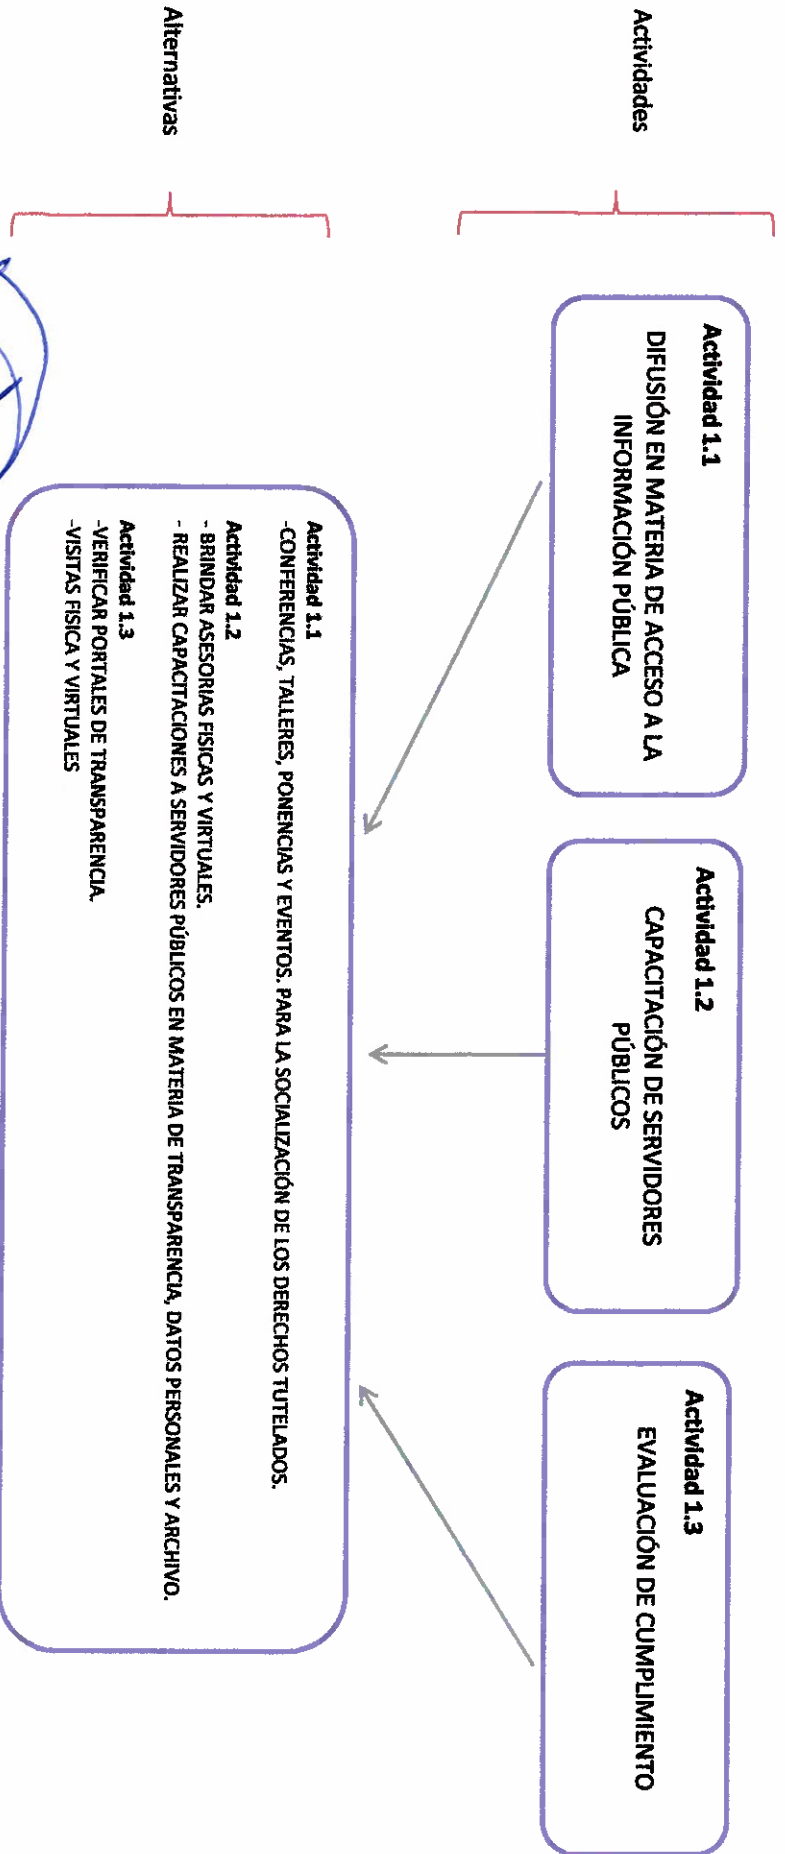 Actividades
Actividad 1.1
DIFUSIÓN EN MATERIA DE ACCESO A LA
INFORMACIÓN PÚBLICA
Actividad 1.2
CAPACITACIÓN DE SERVIDORES
PÚBLICOS
Actividad 1.3
EVALUACIÓN DE CUMPLIMIENTO
Alternativas
Actividad 1.1
-CONFERENCIAS, TALLERES, PONENCIAS Y EVENTOS. PARA LA SOCIALIZACIÓN DE LOS DERECHOS TUTELADOS.
Actividad 1.2
- BRINDAR ASESORIAS FISICAS Y VIRTUALES.
- REALIZAR CAPACITACIONES A SERVIDORES PÚBLICOS EN MATERIA DE TRANSPARENCIA, DATOS PERSONALES Y ARCHIVO.
Actividad 1.3
-VERIFICAR PORTALES DE TRANSPARENCIA.
-VISITAS FISICA Y VIRTUALES